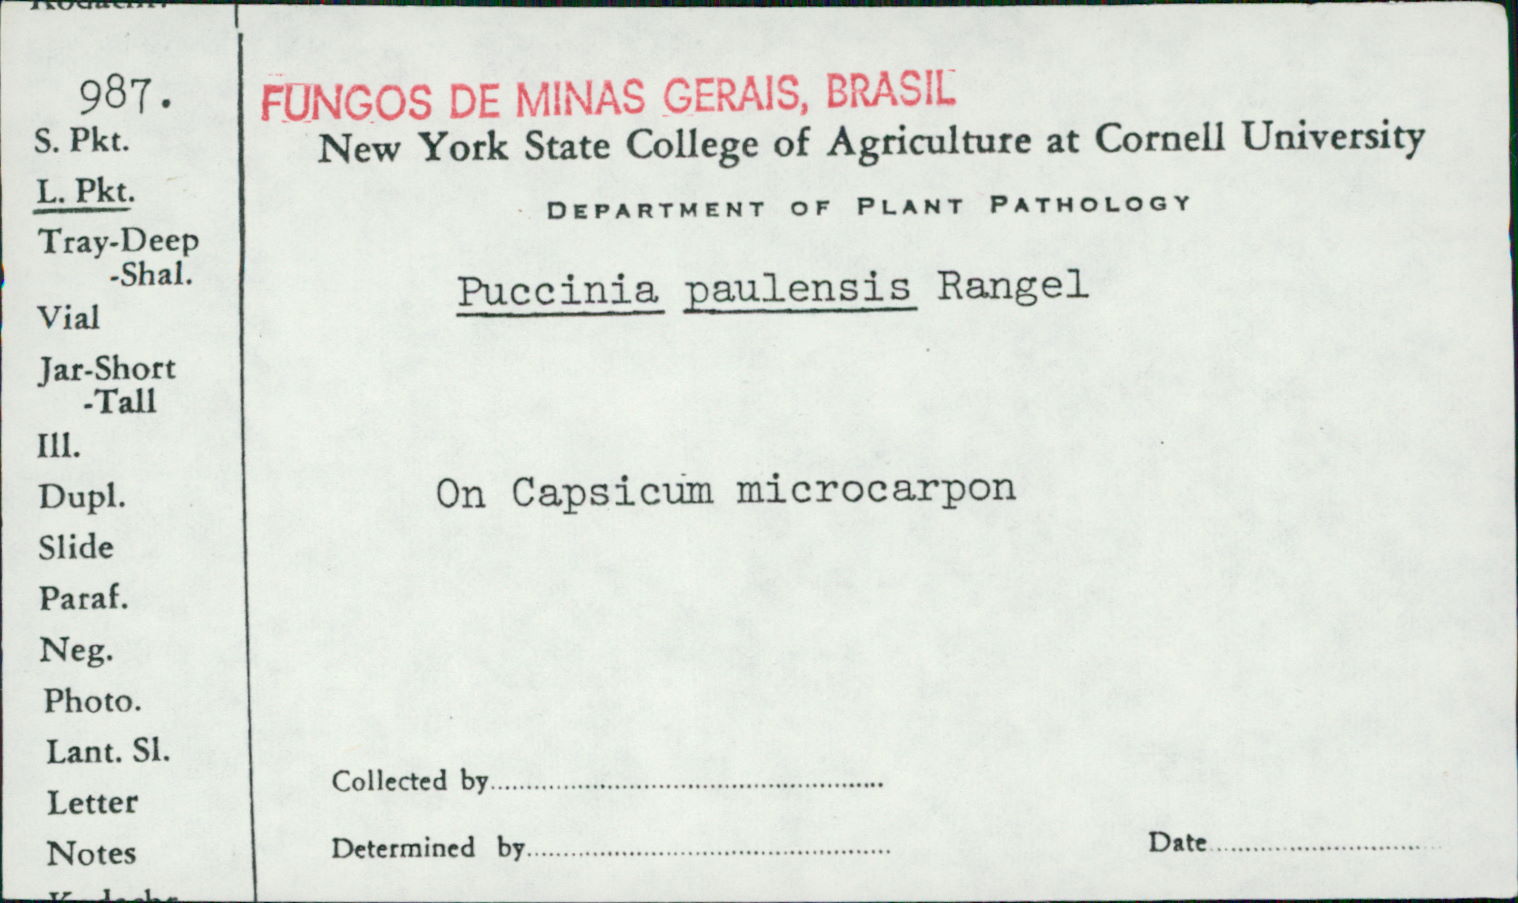 987.
S. Pkt.
L. Pkt.
Tray-Deep
-Shal.
Vial
Jar-Short
-Tall
Ill.
Dupl.
Slide
Paraf.
Neg.
Photo.
Lant. Sl.
Letter
Notes
FUNGOS DE MINAS GERAIS, BRASIL
New York State College of Agriculture at Cornell University
DEPARTMENT OF PLANT PATHOLOGY
Puccinia paulensis Rangel
On Capsicum microcarpon
Collected by
Determined by
Date